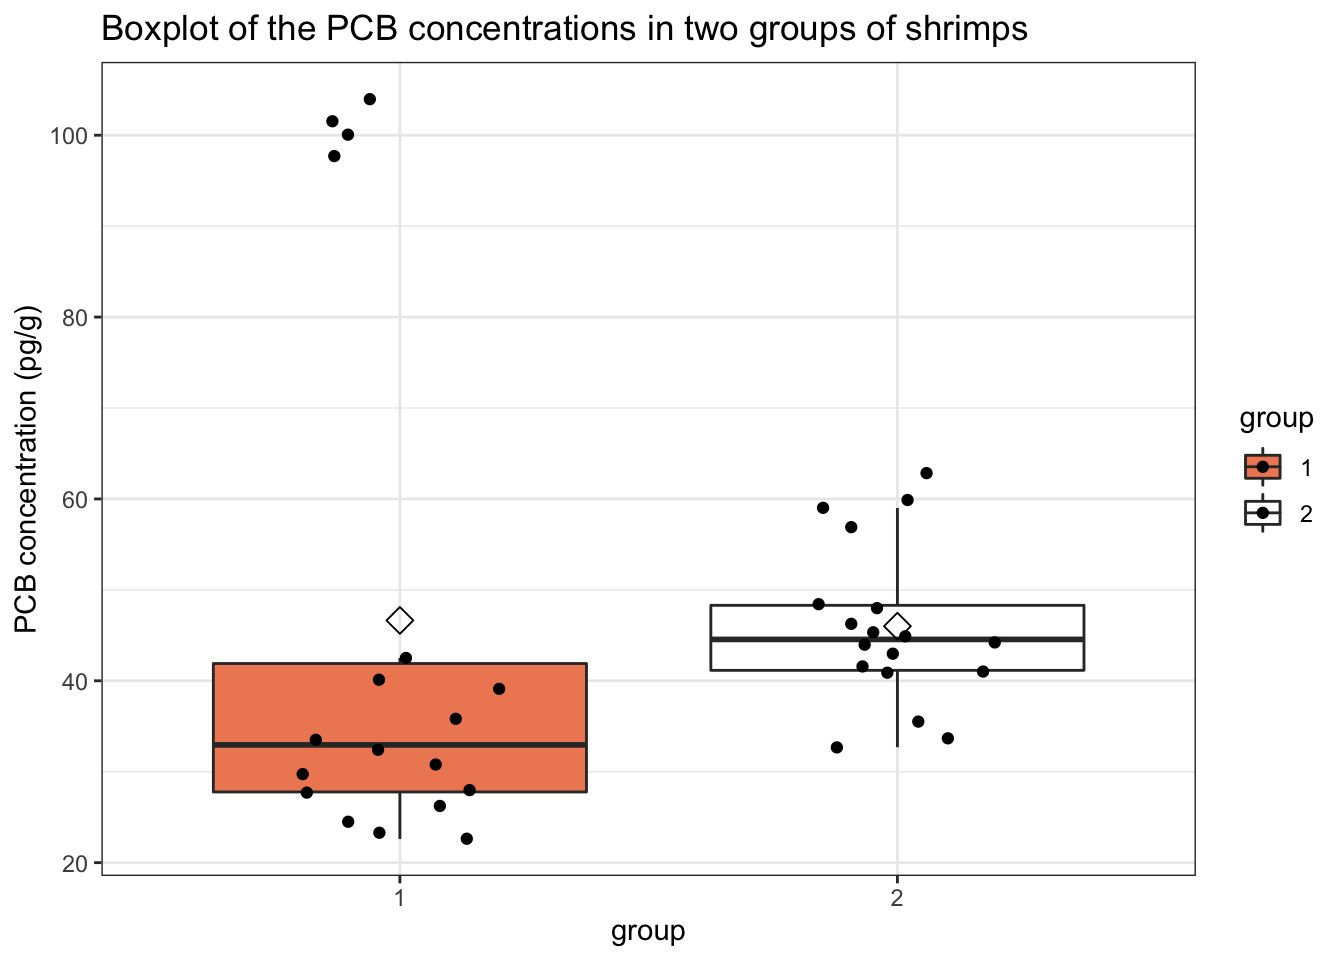 Boxplot of the PCB concentrations in two groups of shrimps
PCB concentration (pg/g)
100
80
60
40
20
1
2
group
group
1
2